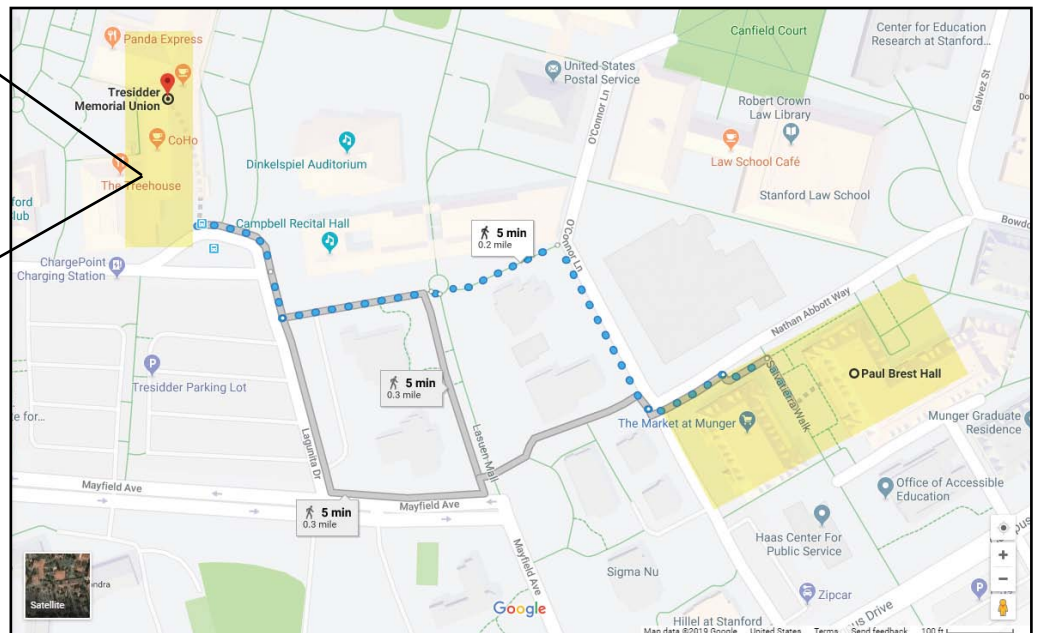 Panda Express
Tresidder
Memorial Union
CoHo
The Treehouse
ford
lub
ChargePoint
Charging Station
Dinkelspiel Auditorium
Campbell Recital Hall
United States
Postal Service
O'Connor Ln
Canfield Court
Center for Education
Research at Stanford...
Galvez St
Do
Robert Crown
Law Library
Law School Café
Stanford Law School
Bowdo
5 min
0.2 mile
O'Connor Ln
Nathan Abbott Way
Paul Brest Hall
Salvatierra Walk
The Market at Munger
Munger Graduate
Residence
Office of Accessible
Education
Haas Center For
Public Service
P
Tresidder Parking Lot
e for...
5 min
0.3 mile
Lagunita Dr
Lasuen Mall
Mayfield Ave
Mayfield Ave
5 min
0.3 mile
Mayfield Ave
Sigma Nu
Zipcar
P
pus
us Drive
Hillel at Stanford
Satellite
ndra
Google
+
−
Map data ©2019 Google United States Terms Send feedback 100 ft